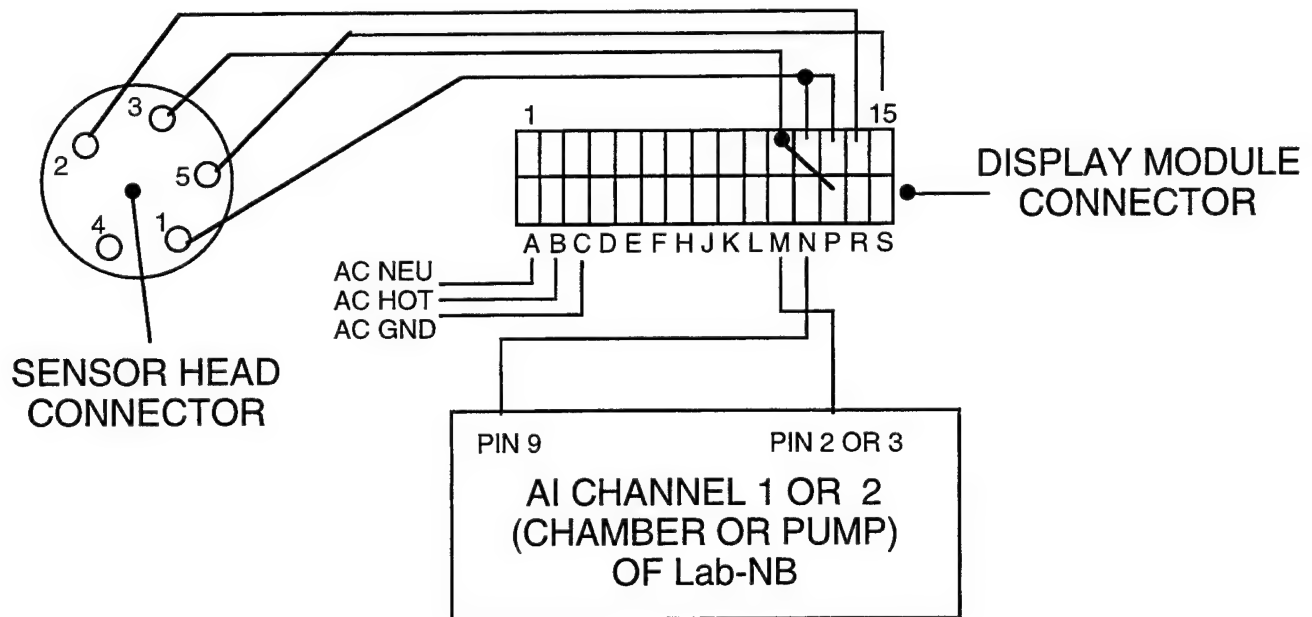 3
2
5
4
1
SENSOR HEAD
CONNECTOR
1
15
A B C D E F H J K L M N P R S
DISPLAY MODULE
CONNECTOR
AC NEU
AC HOT
AC GND
PIN 9
PIN 2 OR 3
AI CHANNEL 1 OR 2
(CHAMBER OR PUMP)
OF Lab-NB